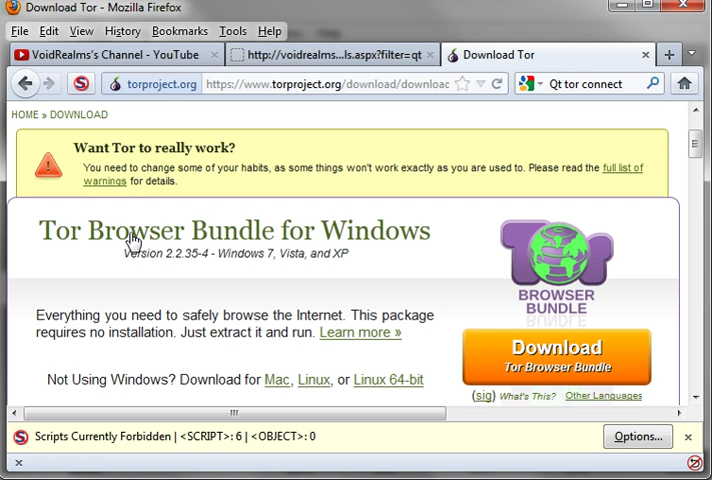 Download Tor - Mozilla Firefox
File Edit View History Bookmarks Tools Help
VoidRealms's Channel - YouTube
http://voidrealms...ls.aspx?filter=qt
Download Tor
torproject.org
https://www.torproject.org/download/downloac
Qt tor connect
HOME » DOWNLOAD
Want Tor to really work?
You need to change some of your habits, as some things won't work exactly as you are used to. Please read the full list of
warnings for details.
Tor Browser Bundle for Windows
Version 2.2.35-4 - Windows 7, Vista, and XP
Tor
BROWSER
BUNDLE
Everything you need to safely browse the Internet. This package
requires no installation. Just extract it and run. Learn more »
Download
Tor Browser Bundle
Not Using Windows? Download for Mac, Linux, or Linux 64-bit
(sig) What's This? Other Languages
Scripts Currently Forbidden | <SCRIPT>: 6 | <OBJECT>: 0
Options...